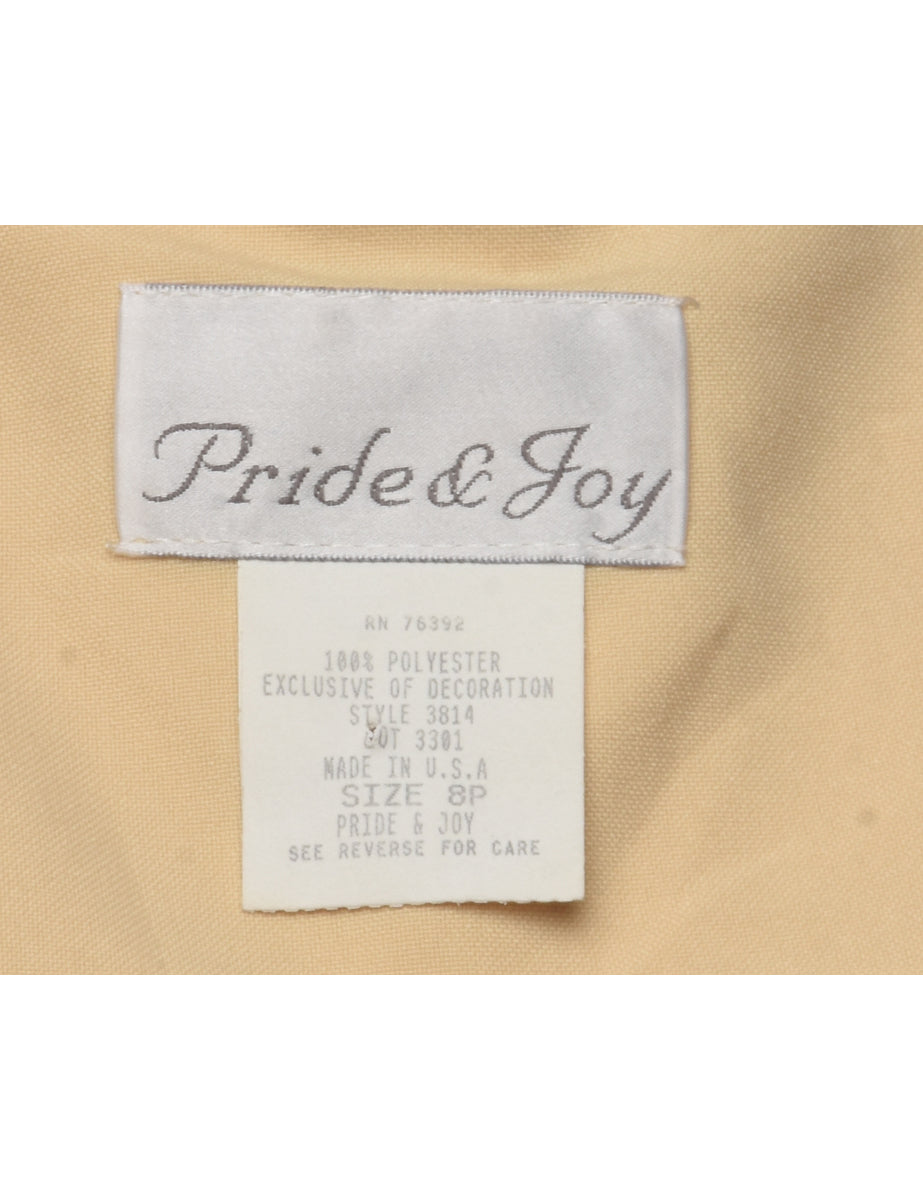 Pride & Joy
RN 76392
100% POLYESTER
EXCLUSIVE OF DECORATION
STYLE 3814
LOT 3301
MADE IN U.S.A
SIZE 8P
PRIDE & JOY
SEE REVERSE FOR CARE